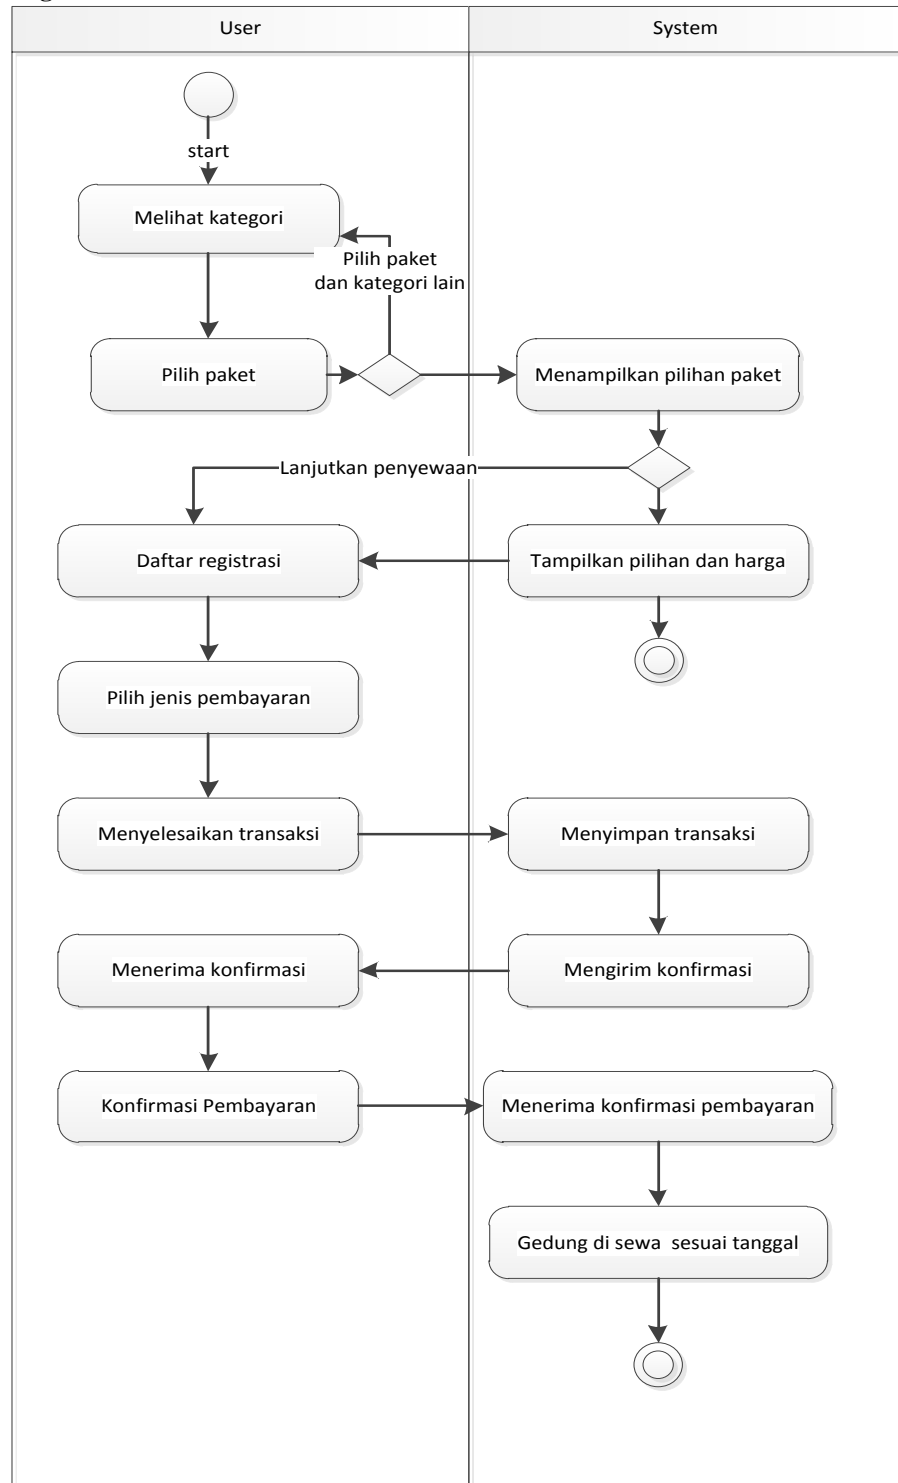 User
System
start
Melihat kategori
Pilih paket
dan kategori lain
Pilih paket
Menampilkan pilihan paket
Lanjutkan penyewaan
Daftar registrasi
Tampilkan pilihan dan harga
Pilih jenis pembayaran
Menyelesaikan transaksi
Menyimpan transaksi
Menerima konfirmasi
Mengirim konfirmasi
Konfirmasi Pembayaran
Menerima konfirmasi pembayaran
Gedung di sewa  sesuai tanggal